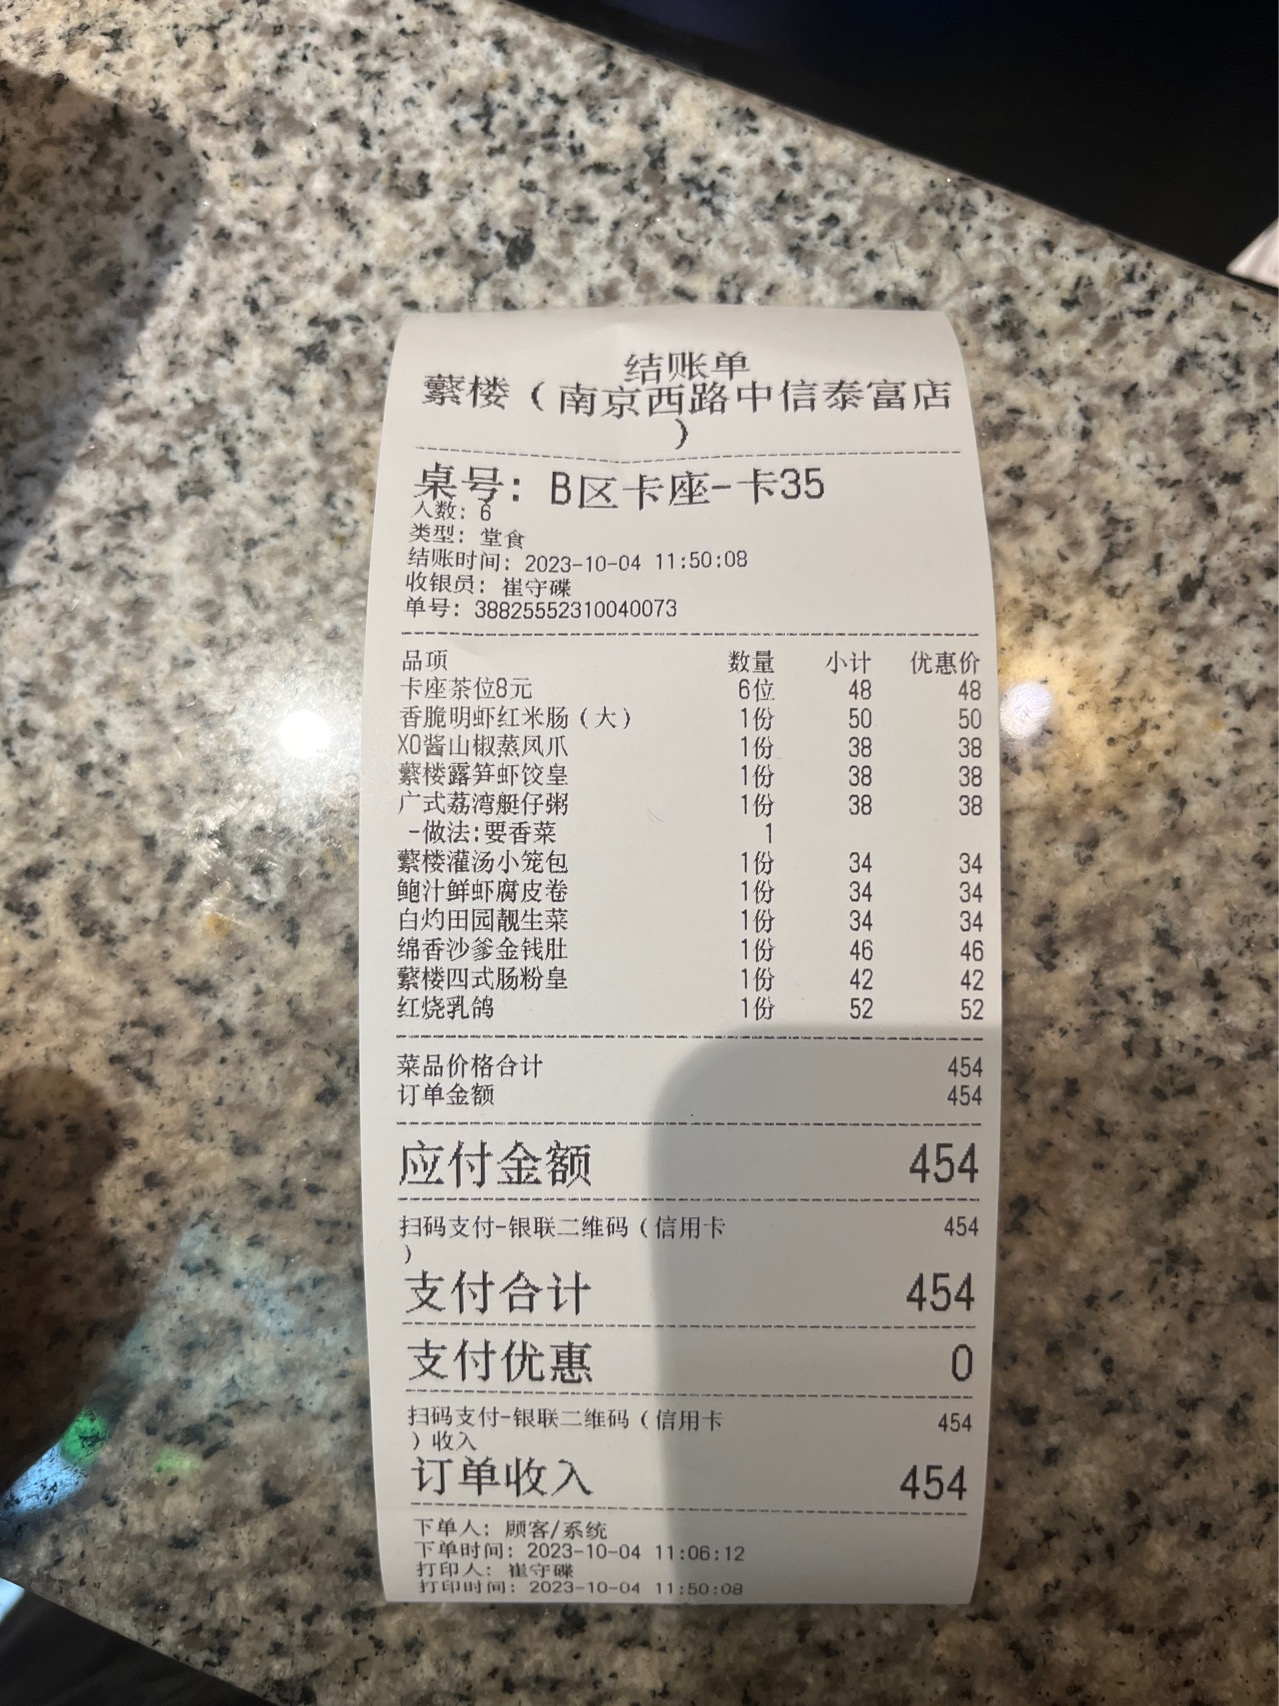 结账单
蘩楼（南京西路中信泰富店
）
桌号: B区卡座-卡35
人数: 6
类型: 堂食
结账时间: 2023-10-04 11:50:08
收银员: 崔守碟
单号: 38825552310040073
品项 数量 小计 优惠价
卡座茶位8元 6位 48 48
香脆明虾红米肠（大） 1份 50 50
XO酱山椒蒸凤爪 1份 38 38
蘩楼露笋虾饺皇 1份 38 38
广式荔湾艇仔粥 1份 38 38
-做法:要香菜 1
蘩楼灌汤小笼包 1份 34 34
鲍汁鲜虾腐皮卷 1份 34 34
白灼田园靓生菜 1份 34 34
绵香沙爹金钱肚 1份 46 46
蘩楼四式肠粉皇 1份 42 42
红烧乳鸽 1份 52 52
菜品价格合计 454
订单金额 454
应付金额 454
扫码支付-银联二维码（信用卡 454
）
支付合计 454
支付优惠 0
扫码支付-银联二维码（信用卡 454
）收入
订单收入 454
下单人: 顾客/系统
下单时间: 2023-10-04 11:06:12
打印人: 崔守碟
打印时间: 2023-10-04 11:50:08